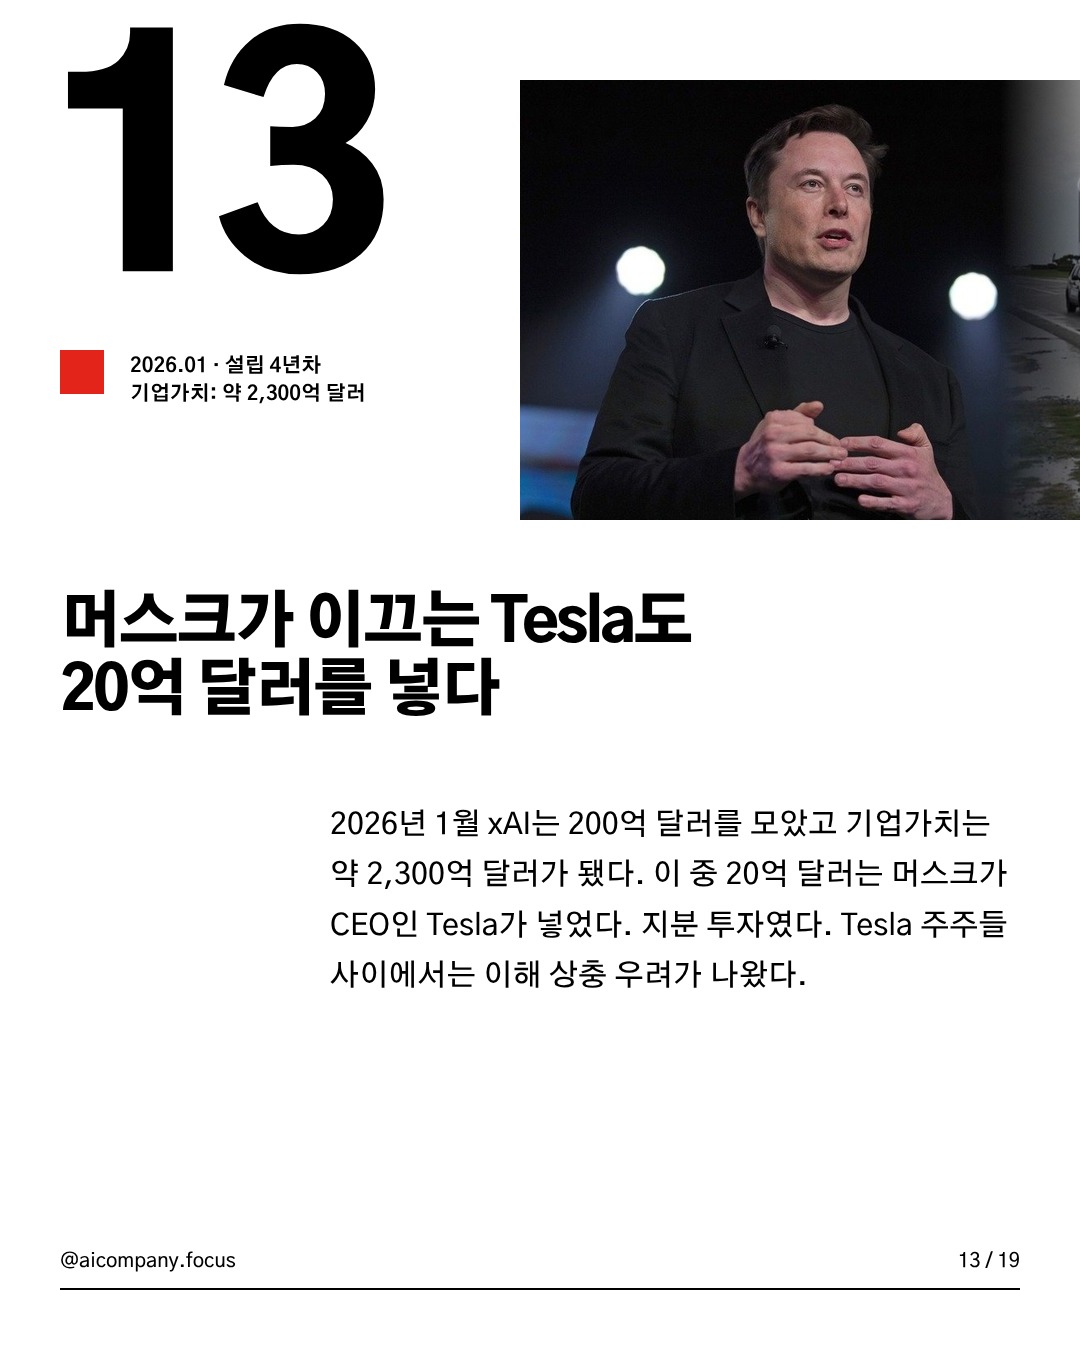 13
2026.01 · 설립 4년차
기업가치: 약 2,300억 달러
머스크가 이끄는 Tesla도
20억 달러를 넣다
2026년 1월 xAI는 200억 달러를 모았고 기업가치는
약 2,300억 달러가 됐다. 이 중 20억 달러는 머스크가
CEO인 Tesla가 넣었다. 지분 투자였다. Tesla 주주들
사이에서는 이해 상충 우려가 나왔다.
@aicompany.focus
13 / 19